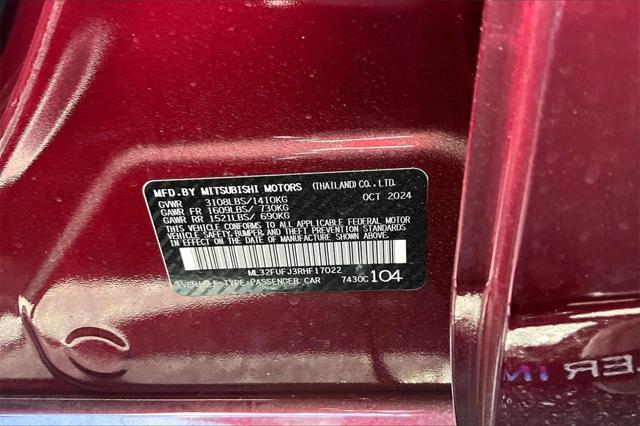 MFD.BY MITSUBISHI MOTORS (THAILAND) CO., LTD.
GVWR 3108LBS/1410KG OCT 2024
GAWR FR 1609LBS/ 730KG
GAWR RR 1521LBS/ 690KG
THIS VEHICLE CONFORMS TO ALL APPLICABLE FEDERAL MOTOR
VEHICLE SAFETY, BUMPER, AND THEFT PREVENTION STANDARDS
IN EFFECT ON THE DATE OF MANUFACTURE SHOWN ABOVE.
ML32FUFJ3RHF17022
VEHICLE TYPE:PASSENGER CAR 7430C 104